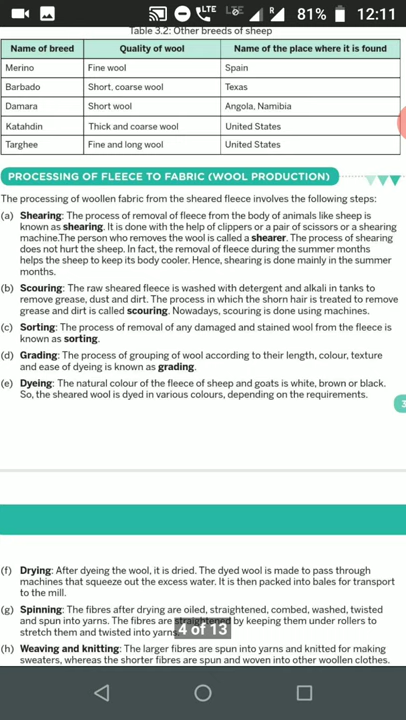 LTE LTE R 81% 12:11
Table 3.2: Other breeds of sheep
Name of breed Quality of wool Name of the place where it is found
Merino Fine wool Spain
Barbado Short, coarse wool Texas
Damara Short wool Angola, Namibia
Katahdin Thick and coarse wool United States
Targhee Fine and long wool United States
PROCESSING OF FLEECE TO FABRIC (WOOL PRODUCTION)
The processing of woollen fabric from the sheared fleece involves the following steps:
(a) Shearing: The process of removal of fleece from the body of animals like sheep is
known as shearing. It is done with the help of clippers or a pair of scissors or a shearing
machine.The person who removes the wool is called a shearer. The process of shearing
does not hurt the sheep. In fact, the removal of fleece during the summer months
helps the sheep to keep its body cooler. Hence, shearing is done mainly in the summer
months.
(b) Scouring: The raw sheared fleece is washed with detergent and alkali in tanks to
remove grease, dust and dirt. The process in which the shorn hair is treated to remove
grease and dirt is called scouring. Nowadays, scouring is done using machines.
(c) Sorting: The process of removal of any damaged and stained wool from the fleece is
known as sorting.
(d) Grading: The process of grouping of wool according to their length, colour, texture
and ease of dyeing is known as grading.
(e) Dyeing: The natural colour of the fleece of sheep and goats is white, brown or black.
So, the sheared wool is dyed in various colours, depending on the requirements.
3
(f) Drying: After dyeing the wool, it is dried. The dyed wool is made to pass through
machines that squeeze out the excess water. It is then packed into bales for transport
to the mill.
(g) Spinning: The fibres after drying are oiled, straightened, combed, washed, twisted
and spun into yarns. The fibres are straightened by keeping them under rollers to
stretch them and twisted into yarns.
4 of 13
(h) Weaving and knitting: The larger fibres are spun into yarns and knitted for making
sweaters, whereas the shorter fibres are spun and woven into other woollen clothes.